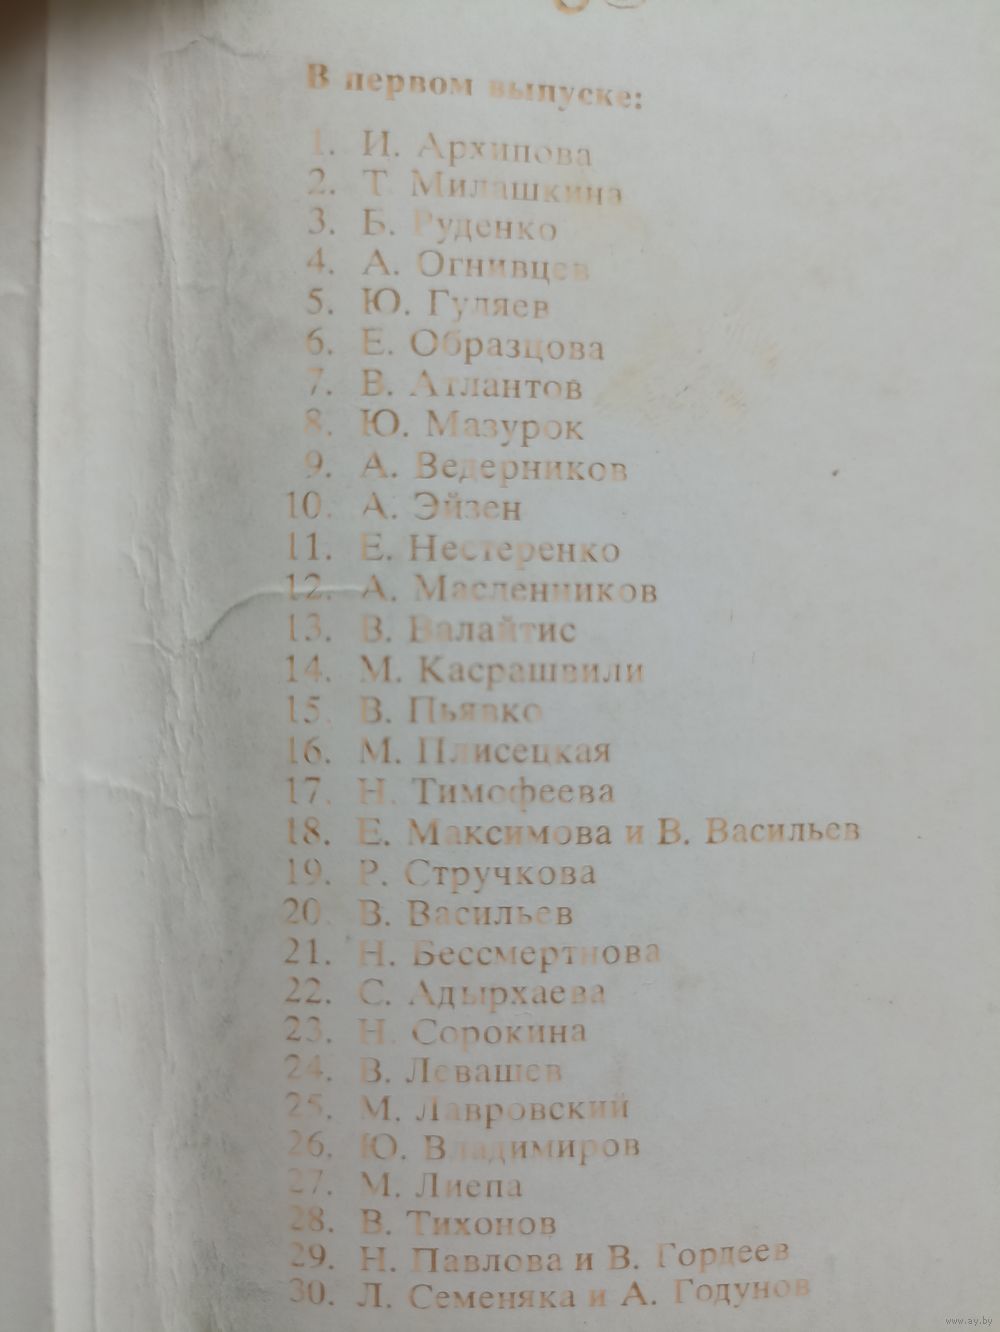 В первом выпуске:
1. И. Архипова
2. Т. Милашкина
3. Б. Руденко
4. А. Огнивцев
5. Ю. Гуляев
6. Е. Образцова
7. В. Атлантов
8. Ю. Мазурок
9. А. Ведерников
10. А. Эйзен
11. Е. Нестеренко
12. А. Масленников
13. В. Валайтис
14. М. Касрашвили
15. В. Пьявко
16. М. Плисецкая
17. Н. Тимофеева
18. Е. Максимова и В. Васильев
19. Р. Стручкова
20. В. Васильев
21. Н. Бессмертнова
22. С. Адырхаева
23. Н. Сорокина
24. В. Левашев
25. М. Лавровский
26. Ю. Владимиров
27. М. Лиепа
28. В. Тихонов
29. Н. Павлова и В. Гордеев
30. Л. Семеняка и А. Годунов
www.ay.by